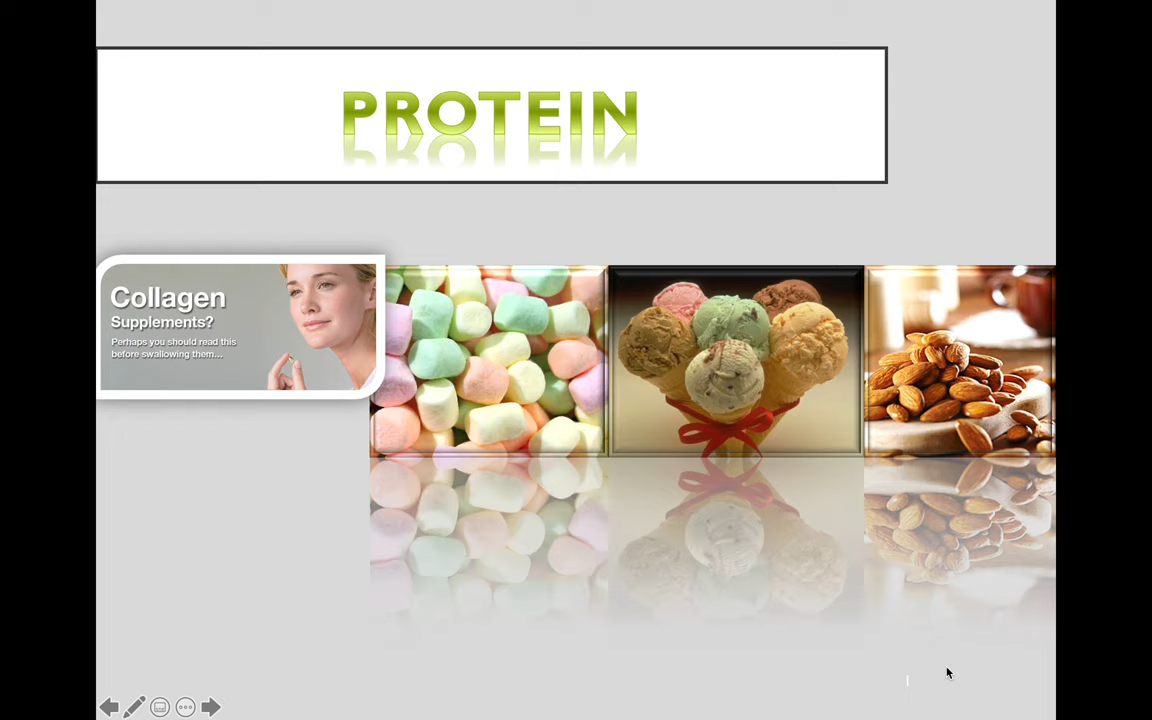 PROTEIN
Collagen
Supplements?
Perhaps you should read this
before swallowing them...